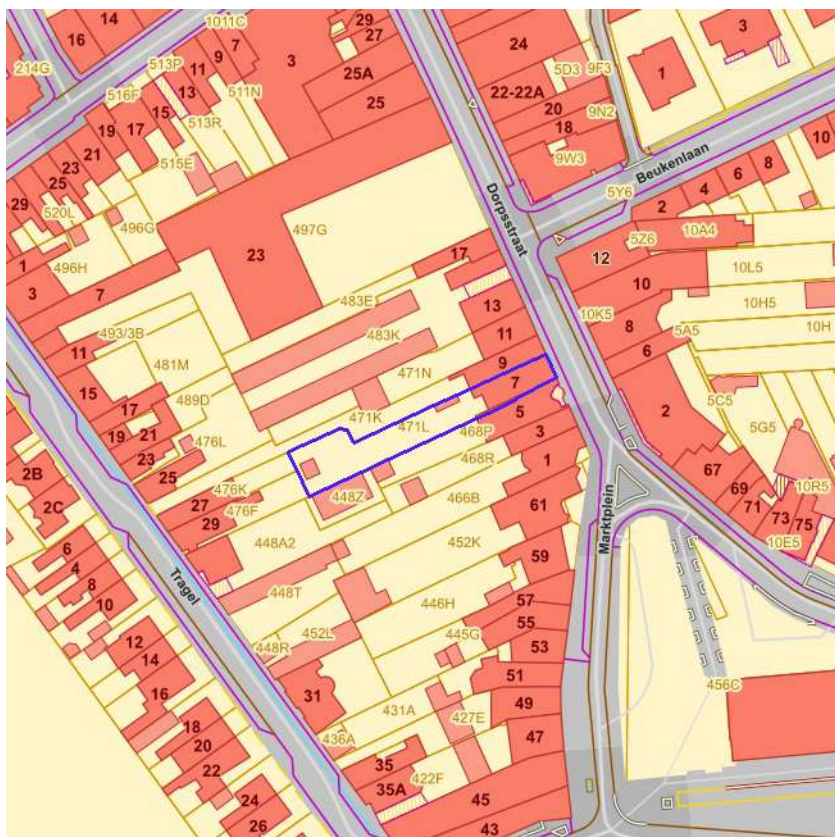 16
14
1011C
29
27
24
3
214G
513P
9
7
11
13
3
25A
5D3
9F3
1
511N
22-22A
516F
15
25
20
9N2
19
17
513R
18
21
515E
9W3
10
23
25
Beukenlaan
8
29
520L
Dorpsstraat
5Y6
6
4
496G
497G
2
10A4
5Z6
1
496H
23
17
12
10L5
3
7
483E
10
13
10H5
493/3B
483K
11
10K5
8
10H
11
481M
471N
9
5A5
6
15
7
489D
5C5
17
471K
471L
5
2
5G5
19
21
476L
468P
3
23
468R
1
2B
25
476K
67
10R5
448Z
69
2C
27
476F
466B
61
71
73
75
29
Marktplein
6
448A2
452K
10E5
59
4
Tragel
8
448T
446H
57
10
55
12
452L
445G
53
14
448R
51
456C
16
31
49
431A
427E
18
436A
47
20
22
35
422F
35A
24
45
26
43